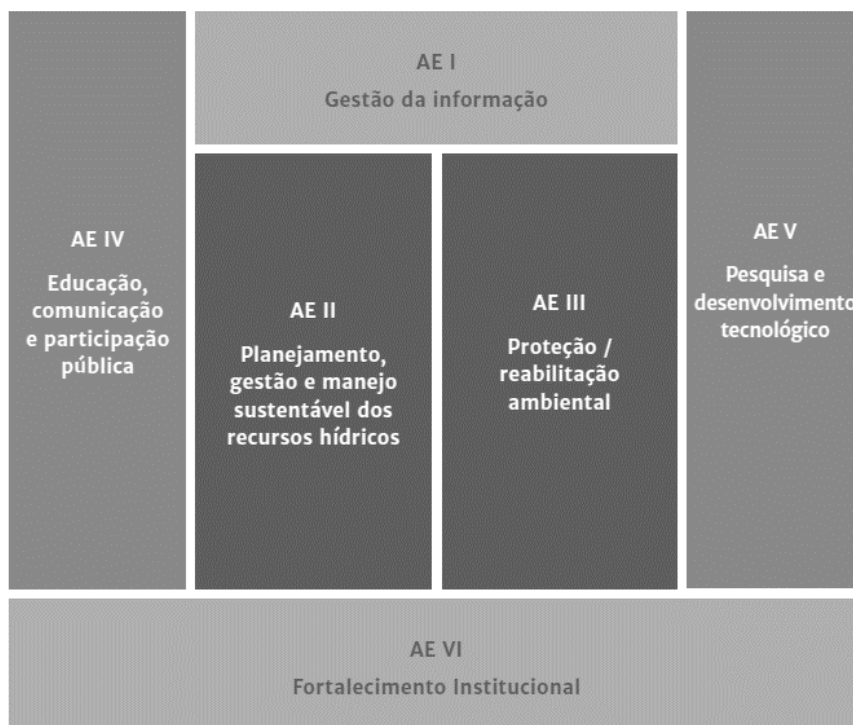 AE I
Gestão da informação
AE IV
Educação,
comunicação
e participação
pública
AE II
Planejamento,
gestão e manejo
sustentável dos
recursos hídricos
AE III
Proteção /
reabilitação
ambiental
AE V
Pesquisa e
desenvolvimento
tecnológico
AE VI
Fortalecimento Institucional